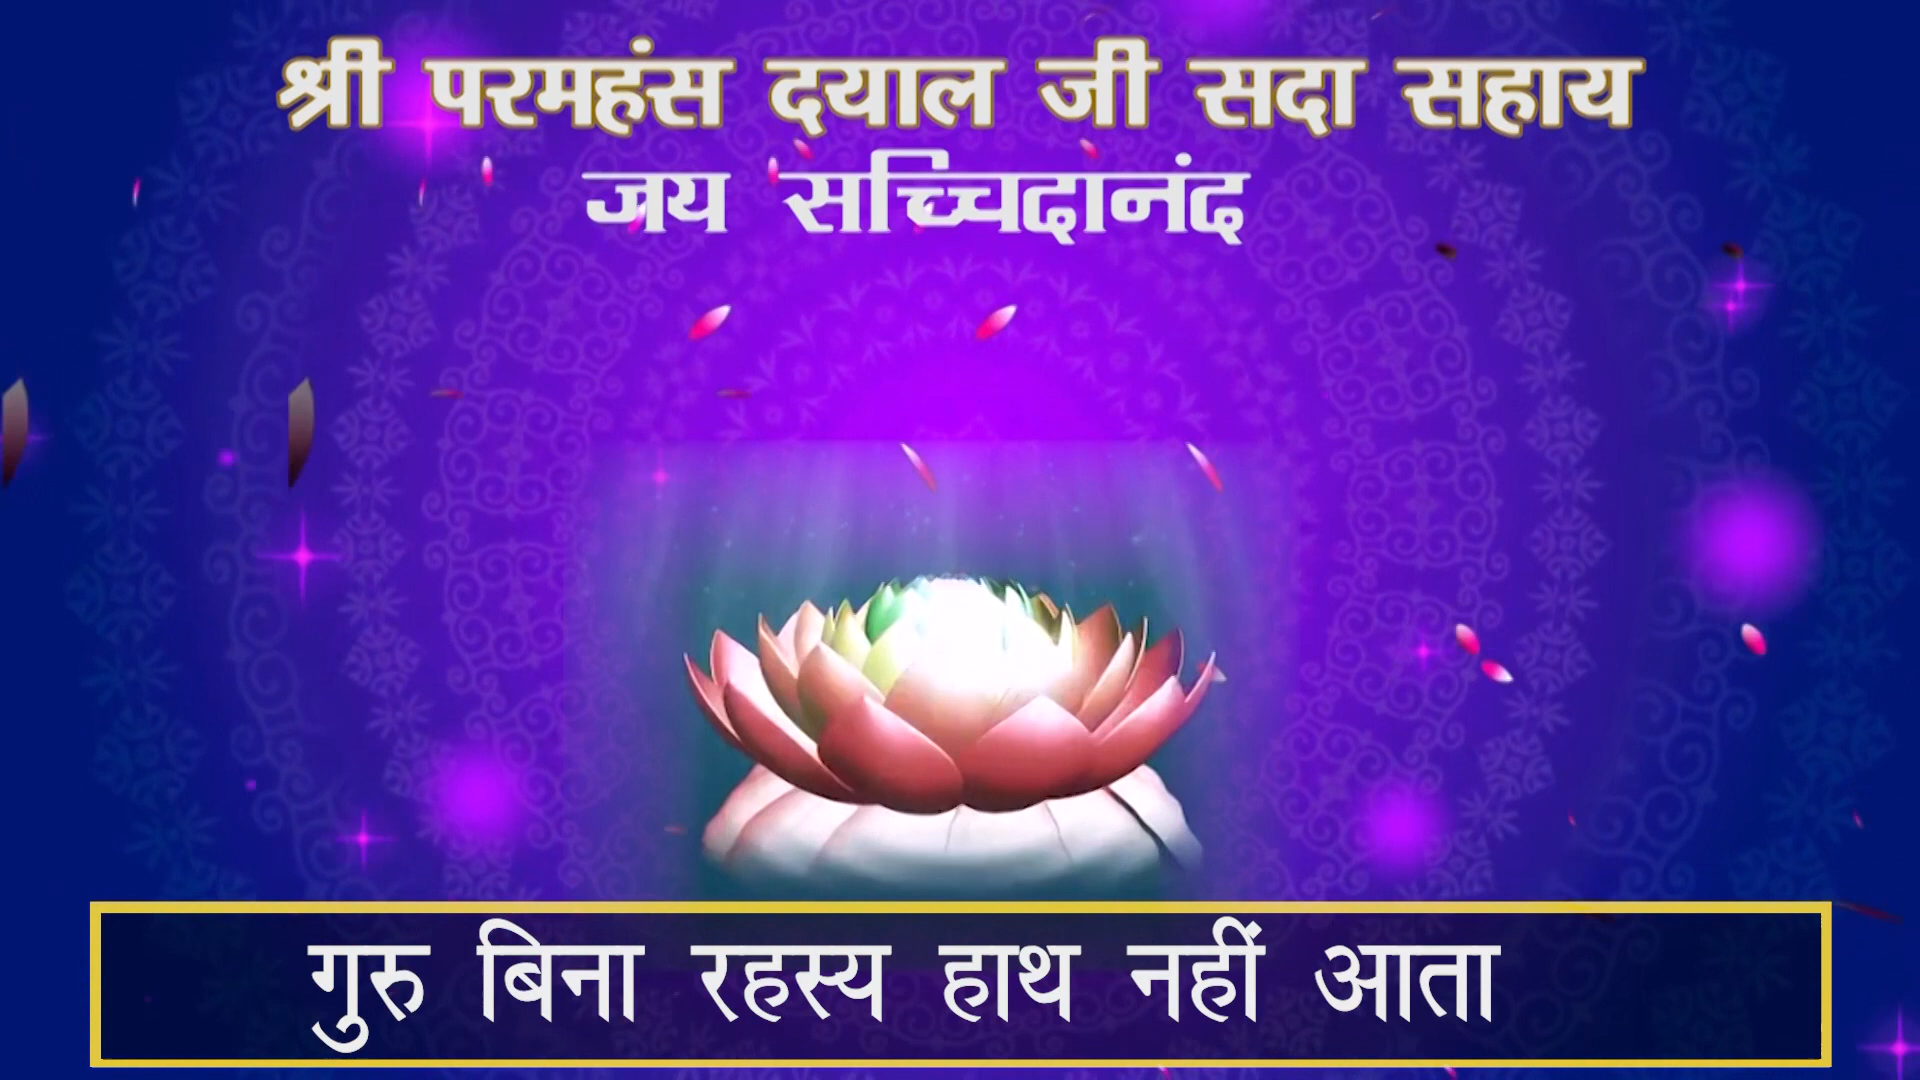 श्री परमहंस दयाल जी सदा सहाय
जय सच्चिदानंद
गुरु बिना रहस्य हाथ नहीं आता